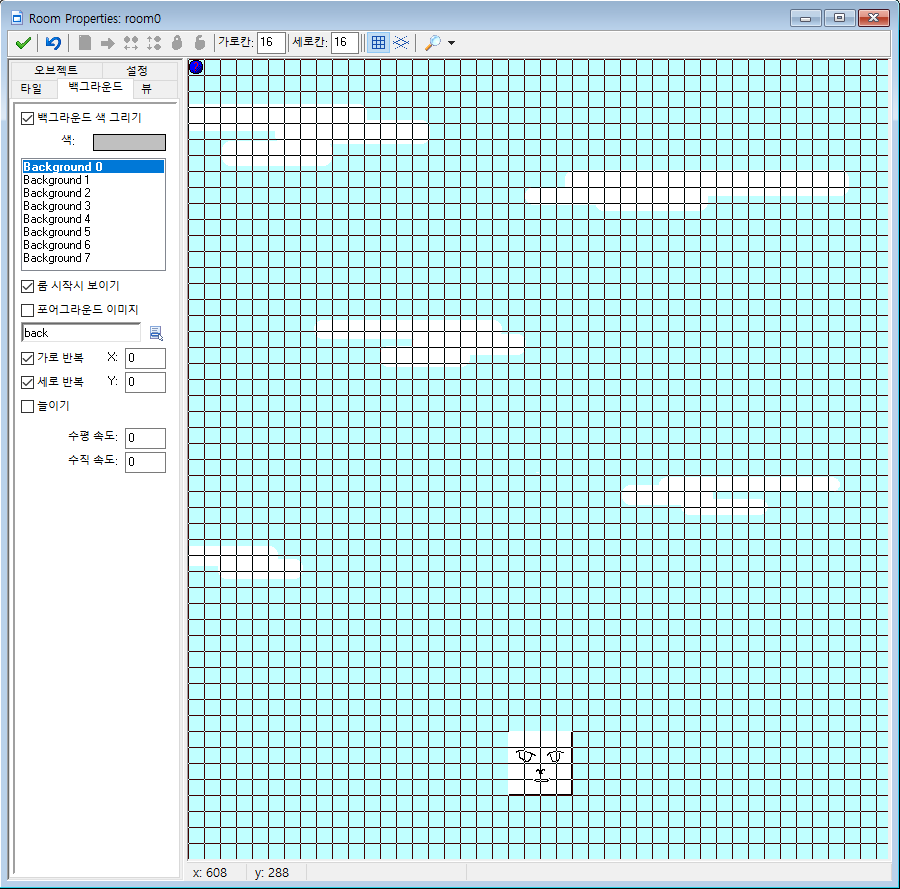 Room Properties: room0
가로칸: 16 세로칸: 16
오브젝트 설정
타일 백그라운드 뷰
백그라운드 색 그리기
색:
Background 0
Background 1
Background 2
Background 3
Background 4
Background 5
Background 6
Background 7
룸 시작시 보이기
포어그라운드 이미지
back
가로 반복 X: 0
세로 반복 Y: 0
늘이기
수평 속도: 0
수직 속도: 0
x: 608 y: 288